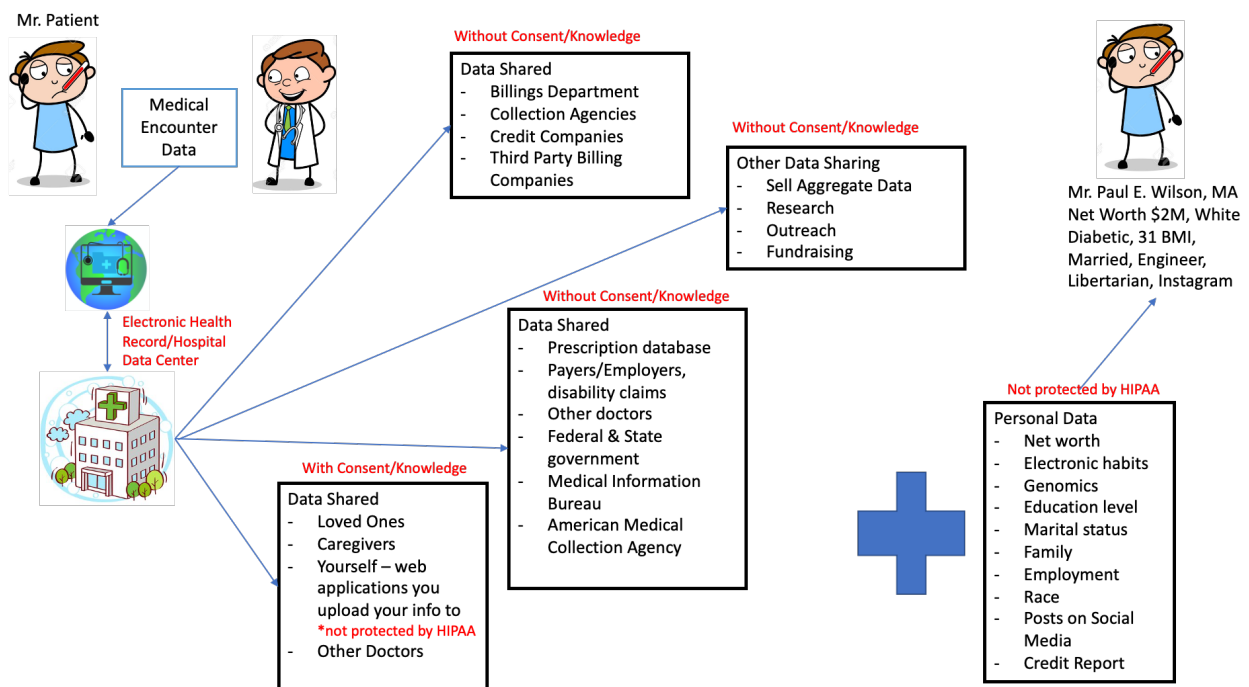 Mr. Patient
Medical
Encounter
Data
Electronic Health
Record/Hospital
Data Center
Without Consent/Knowledge
Data Shared
- Billings Department
- Collection Agencies
- Credit Companies
- Third Party Billing
Companies
Without Consent/Knowledge
Other Data Sharing
- Sell Aggregate Data
- Research
- Outreach
- Fundraising
Without Consent/Knowledge
Data Shared
- Prescription database
- Payers/Employers,
disability claims
- Other doctors
- Federal & State
government
- Medical Information
Bureau
- American Medical
Collection Agency
With Consent/Knowledge
Data Shared
- Loved Ones
- Caregivers
- Yourself – web
applications you
upload your info to
*not protected by HIPAA
- Other Doctors
Mr. Paul E. Wilson, MA
Net Worth $2M, White
Diabetic, 31 BMI,
Married, Engineer,
Libertarian, Instagram
Not protected by HIPAA
Personal Data
- Net worth
- Electronic habits
- Genomics
- Education level
- Marital status
- Family
- Employment
- Race
- Posts on Social
Media
- Credit Report